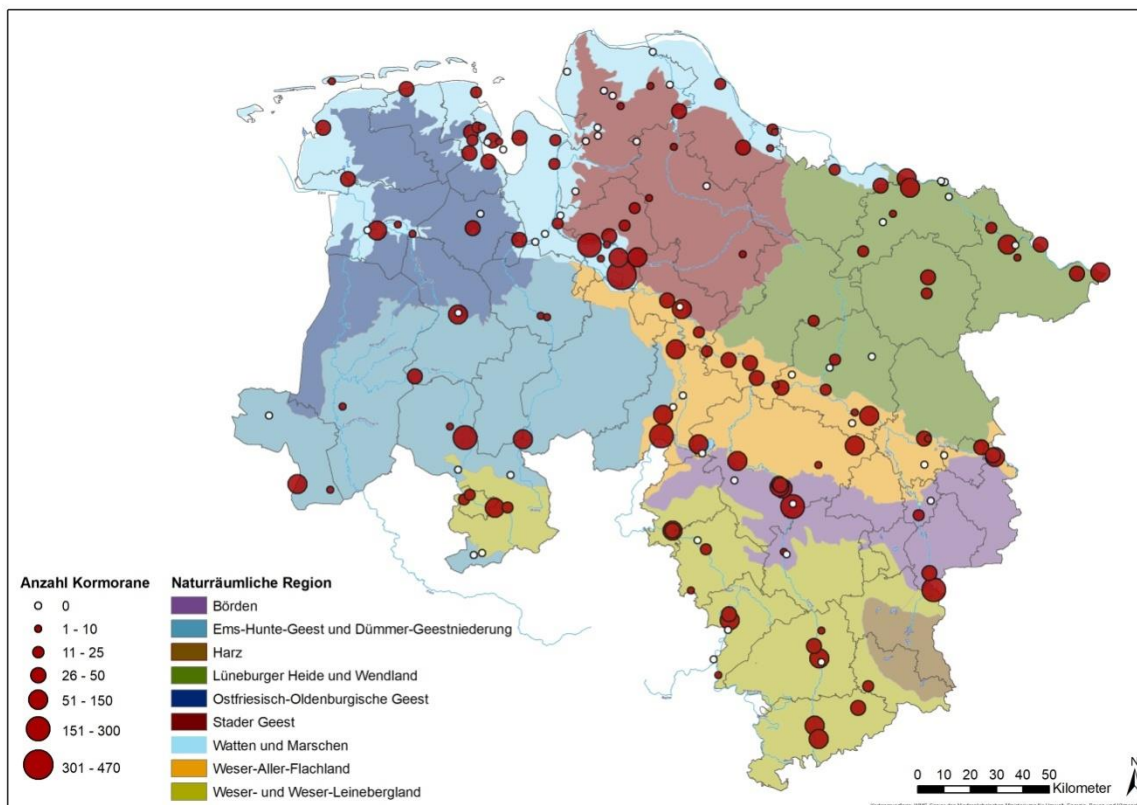 Anzahl Kormorane
0
1 - 10
11 - 25
26 - 50
51 - 150
151 - 300
301 - 470
Naturräumliche Region
Börden
Ems-Hunte-Geest und Dümmer-Geestniederung
Harz
Lüneburger Heide und Wendland
Ostfriesisch-Oldenburgische Geest
Stader Geest
Watten und Marschen
Weser-Aller-Flachland
Weser- und Weser-Leinebergland
0 10 20 30 40 50
Kilometer
N